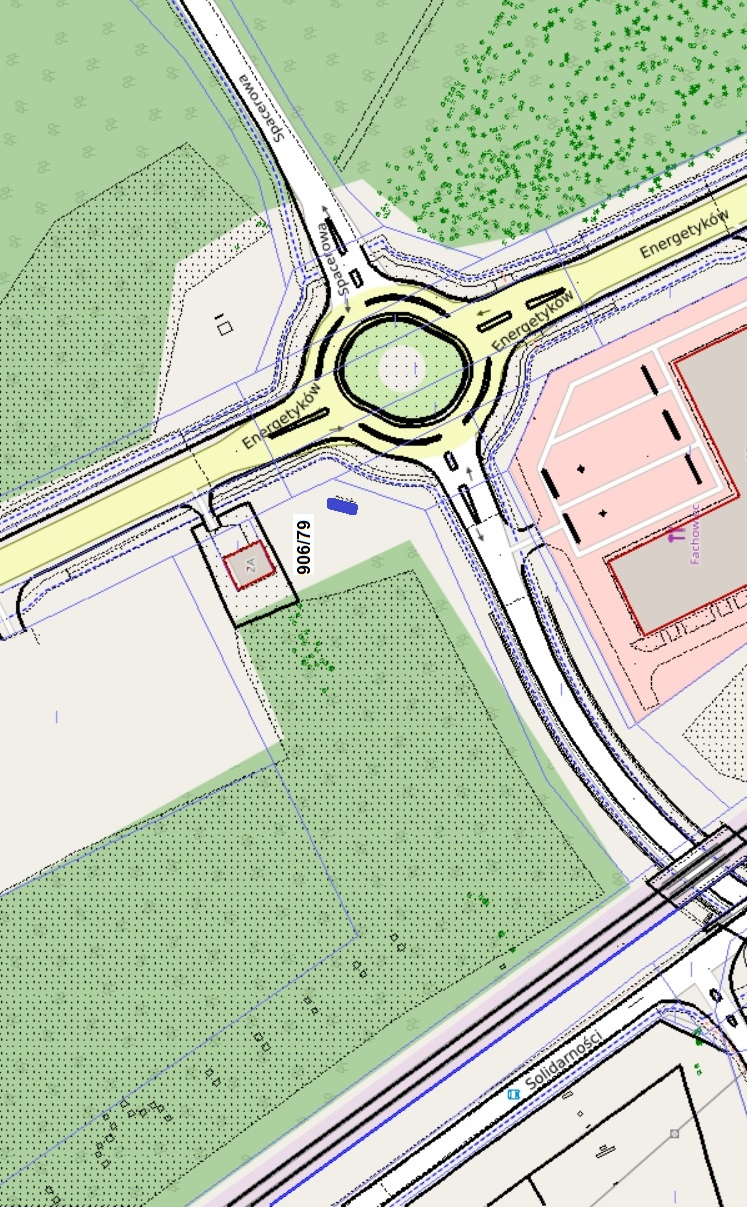 Spacerowa
Spacerowa
Energetyków
Energetyków
Energetyków
2A
906/79
Fachowiec
Solidarności